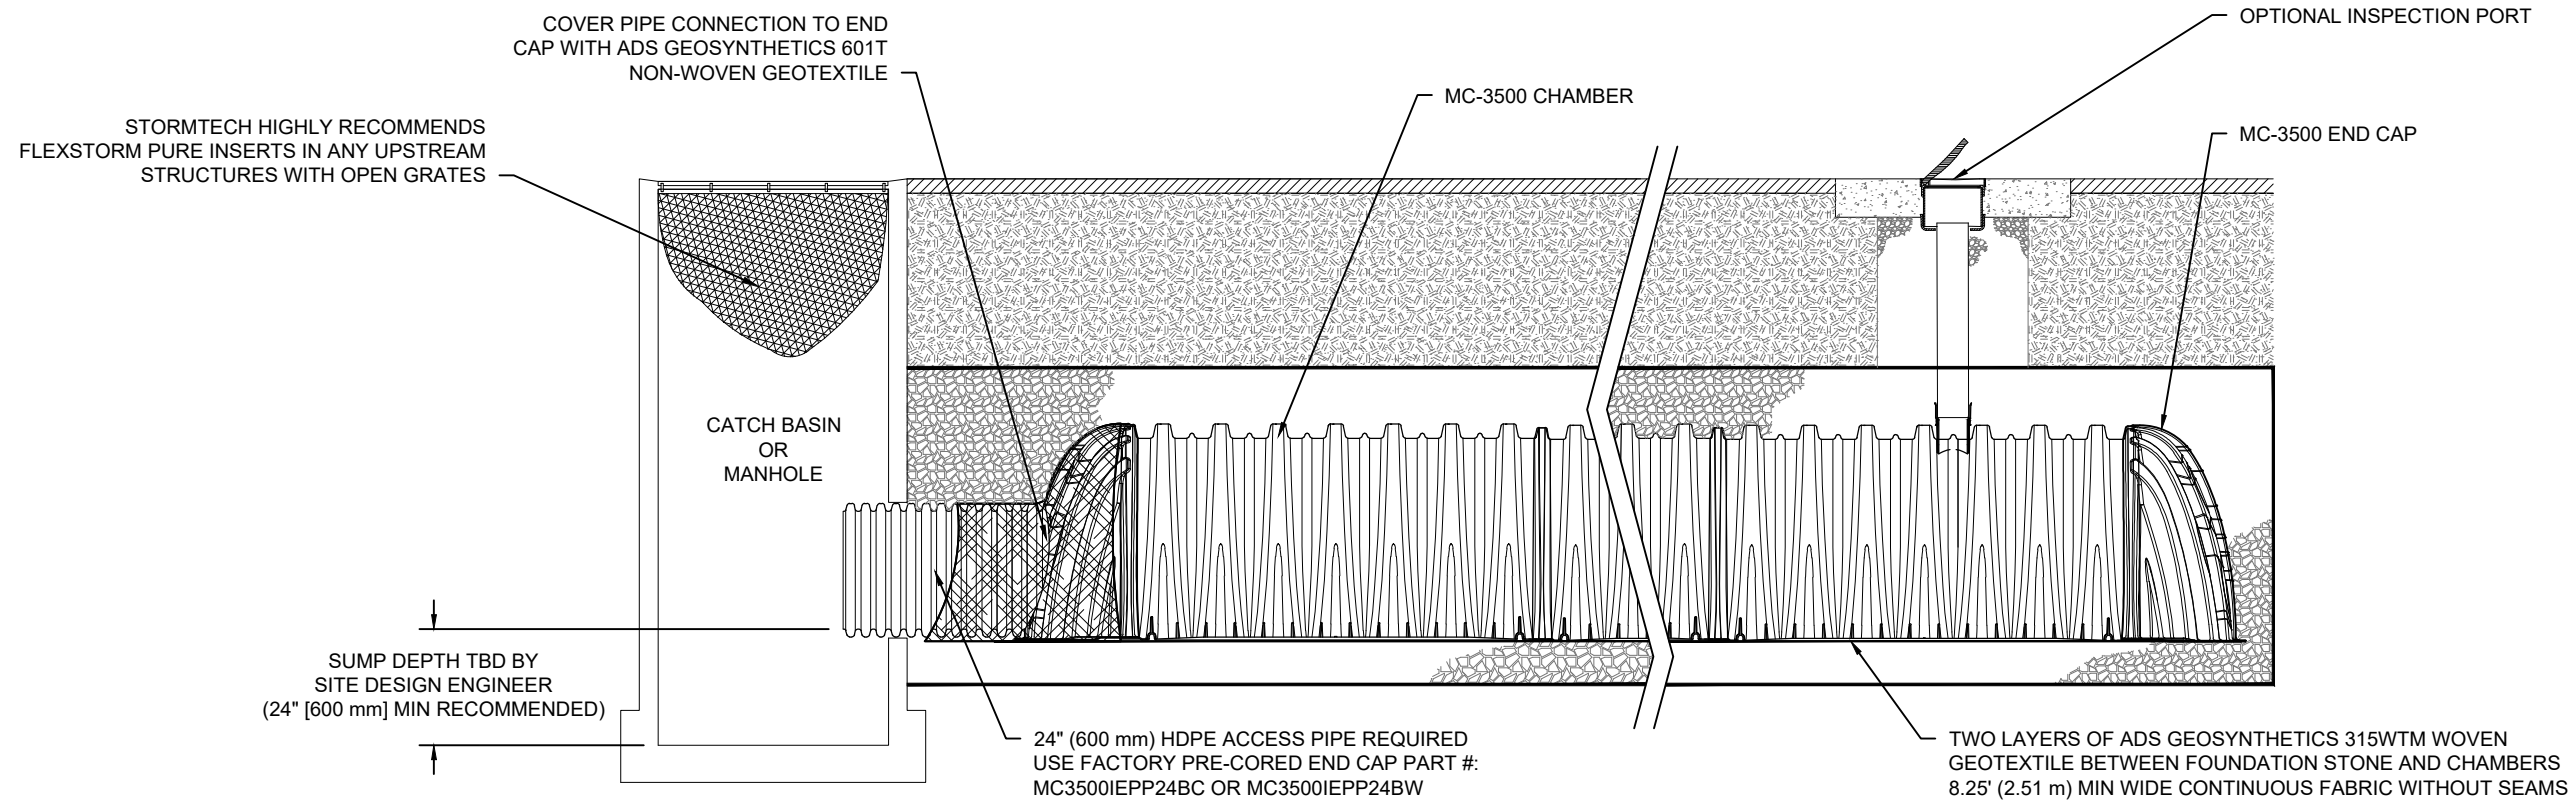 COVER PIPE CONNECTION TO END
CAP WITH ADS GEOSYNTHETICS 601T
NON-WOVEN GEOTEXTILE
STORMTECH HIGHLY RECOMMENDS
FLEXSTORM PURE INSERTS IN ANY UPSTREAM
STRUCTURES WITH OPEN GRATES
MC-3500 CHAMBER
OPTIONAL INSPECTION PORT
MC-3500 END CAP
CATCH BASIN
OR
MANHOLE
SUMP DEPTH TBD BY
SITE DESIGN ENGINEER
(24" [600 mm] MIN RECOMMENDED)
24" (600 mm) HDPE ACCESS PIPE REQUIRED
USE FACTORY PRE-CORED END CAP PART #:
MC3500IEPP24BC OR MC3500IEPP24BW
TWO LAYERS OF ADS GEOSYNTHETICS 315WTM WOVEN
GEOTEXTILE BETWEEN FOUNDATION STONE AND CHAMBERS
8.25' (2.51 m) MIN WIDE CONTINUOUS FABRIC WITHOUT SEAMS